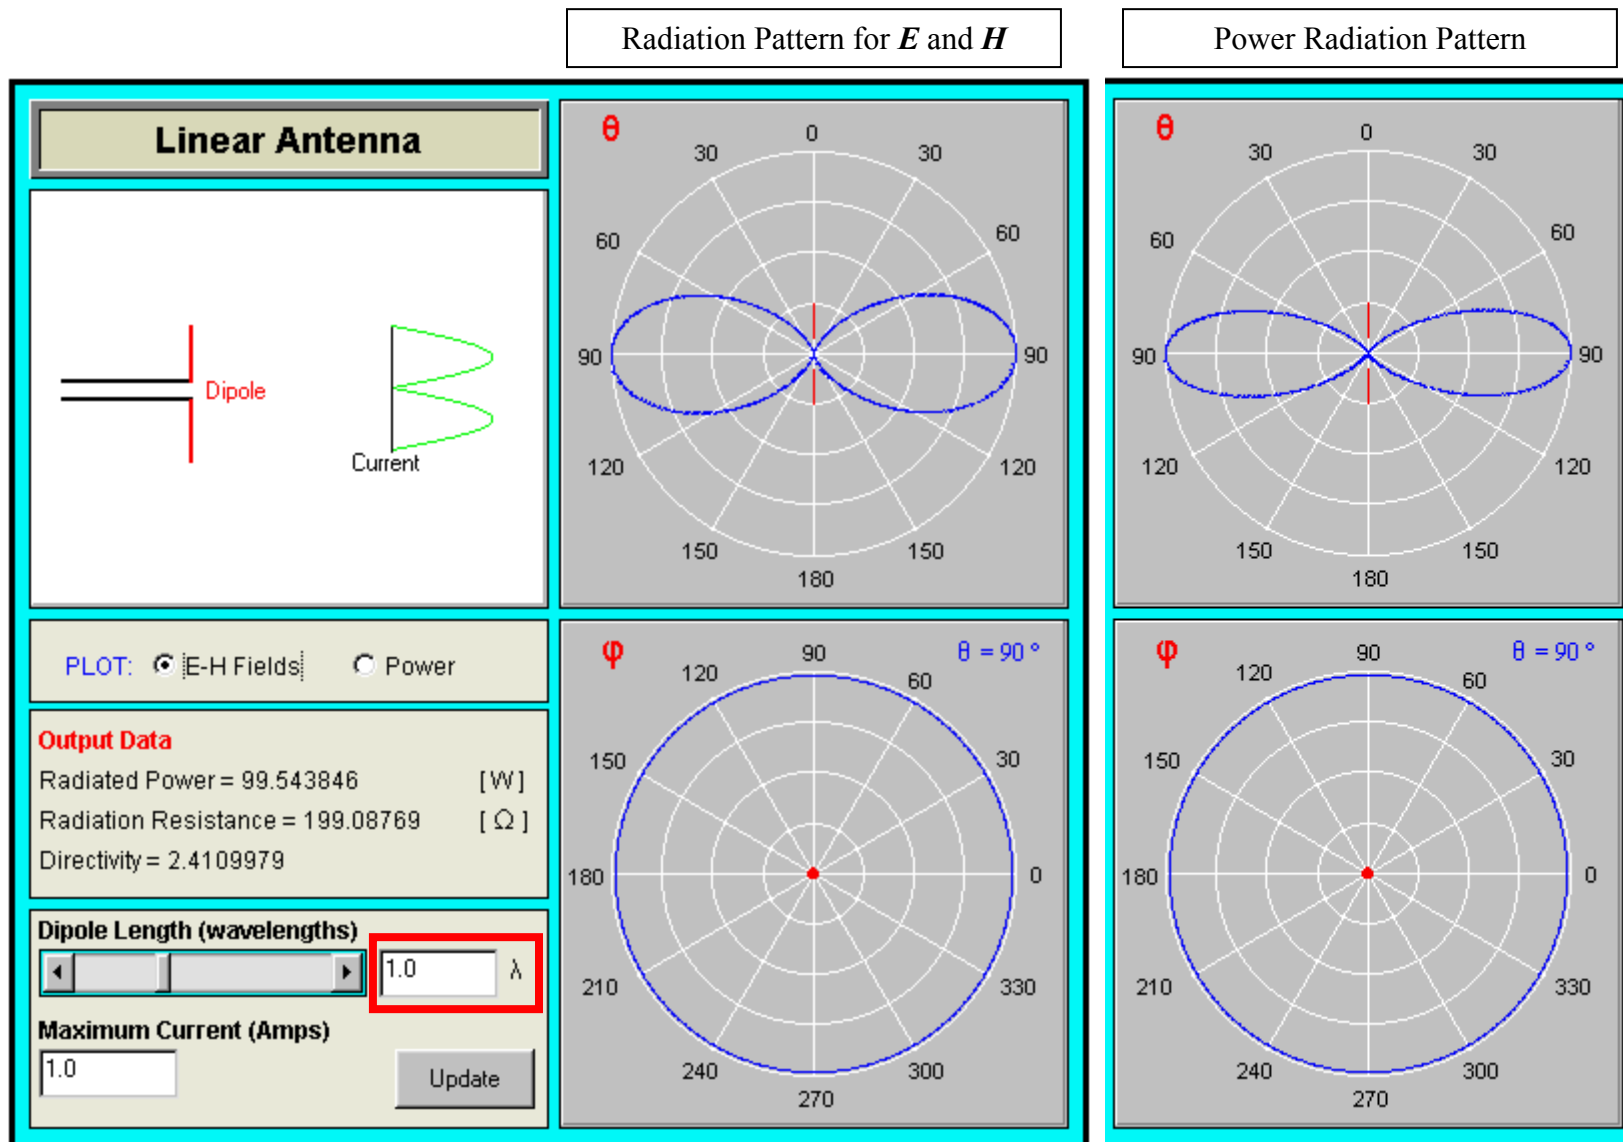 Radiation Pattern for E and H
Power Radiation Pattern
Linear Antenna
Dipole
Current
PLOT: E-H Fields Power
Output Data
Radiated Power = 99.543846 [ W ]
Radiation Resistance = 199.08769 [ Ω ]
Directivity = 2.4109979
Dipole Length (wavelengths)
1.0 λ
Maximum Current (Amps)
1.0
Update
θ
0
30 30
60 60
90 90
120 120
150 150
180
φ θ = 90 °
90
120 60
150 30
180 0
210 330
240 300
270
θ
0
30 30
60 60
90 90
120 120
150 150
180
φ θ = 90 °
90
120 60
150 30
180 0
210 330
240 300
270